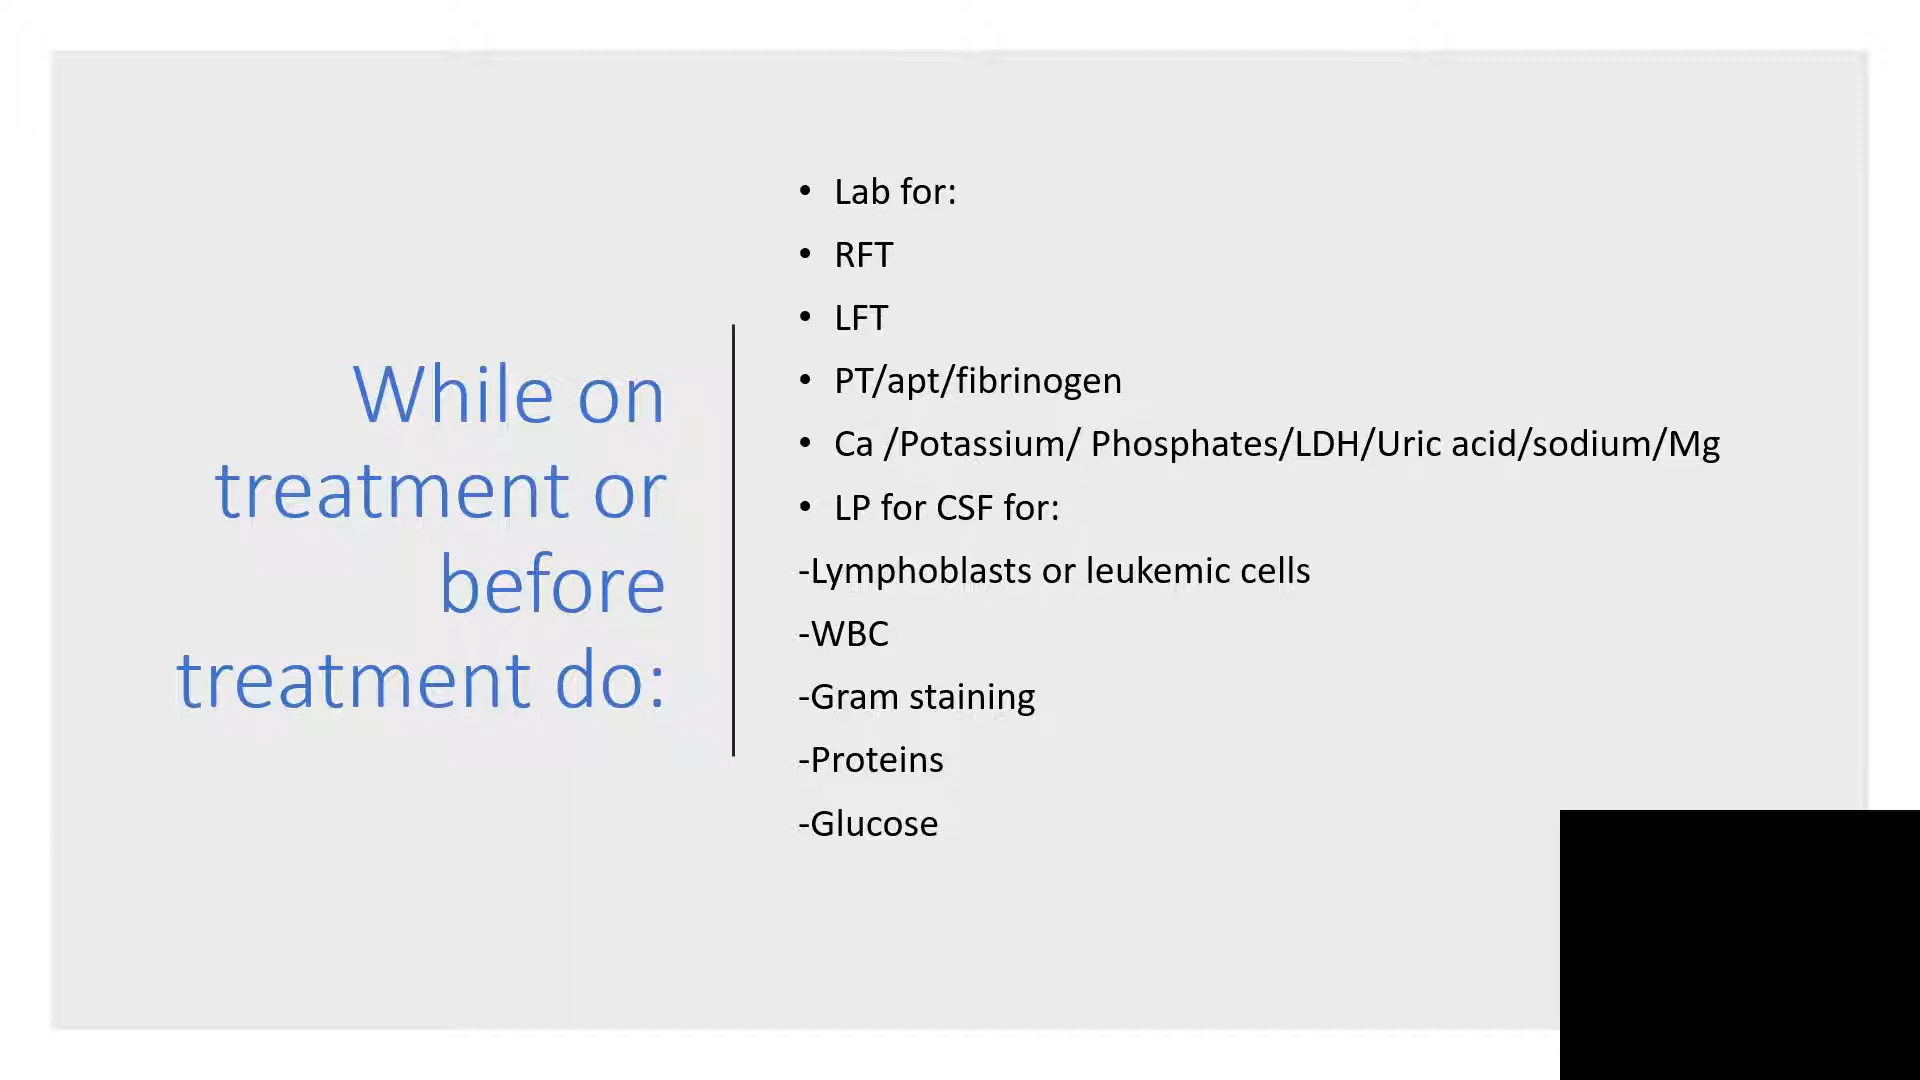 While on
treatment or
before
treatment do:
• Lab for:
• RFT
• LFT
• PT/apt/fibrinogen
• Ca /Potassium/ Phosphates/LDH/Uric acid/sodium/Mg
• LP for CSF for:
-Lymphoblasts or leukemic cells
-WBC
-Gram staining
-Proteins
-Glucose